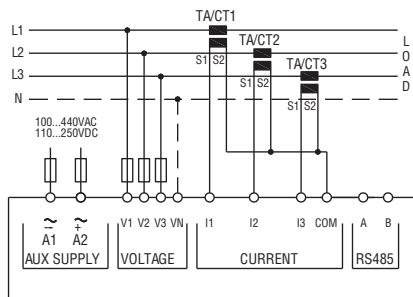 TA/CT1
L1
S1 S2
TA/CT2
L2
S1 S2
TA/CT3
L3
S1 S2
N
L
O
A
D
100...440VAC
110...250VDC
~ ~
- +
V1 V2 V3 VN I1 I2 I3 COM A B
A1 A2
AUX SUPPLY VOLTAGE CURRENT RS485